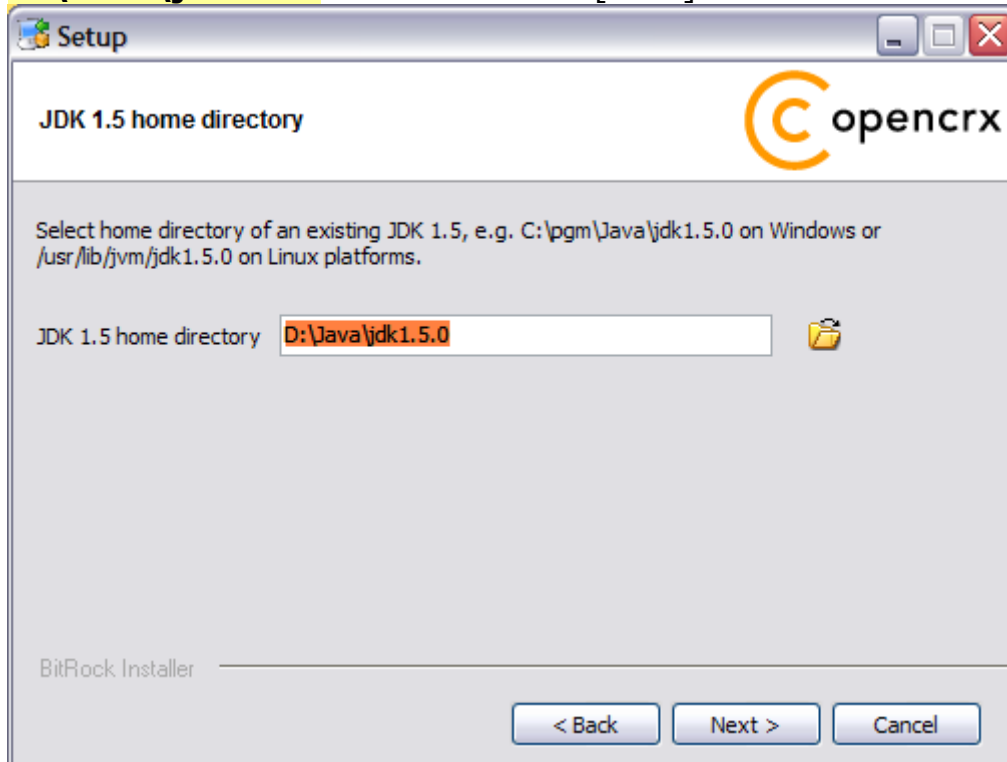 Setup
JDK 1.5 home directory
opencrx
Select home directory of an existing JDK 1.5, e.g. C:\pgm\Java\jdk1.5.0 on Windows or
/usr/lib/jvm/jdk1.5.0 on Linux platforms.
JDK 1.5 home directory D:\Java\jdk1.5.0
BitRock Installer
< Back Next > Cancel